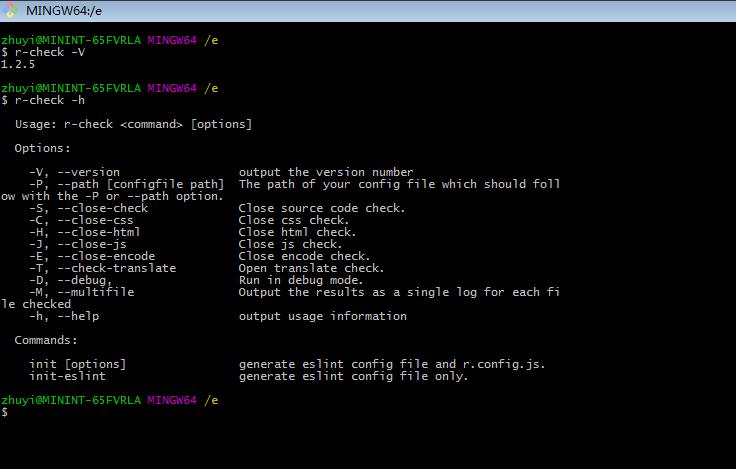 MINGW64:/e
zhuyi@MININT-65FVRLA MINGW64 /e
$ r-check -V
1.2.5
zhuyi@MININT-65FVRLA MINGW64 /e
$ r-check -h
Usage: r-check <command> [options]
Options:
-V, --version output the version number
-P, --path [configfile path] The path of your config file which should foll
ow with the -P or --path option.
-S, --close-check Close source code check.
-C, --close-css Close css check.
-H, --close-html Close html check.
-J, --close-js Close js check.
-E, --close-encode Close encode check.
-T, --check-translate Open translate check.
-D, --debug, Run in debug mode.
-M, --multifile Output the results as a single log for each fi
le checked
-h, --help output usage information
Commands:
init [options] generate eslint config file and r.config.js.
init-eslint generate eslint config file only.
zhuyi@MININT-65FVRLA MINGW64 /e
$